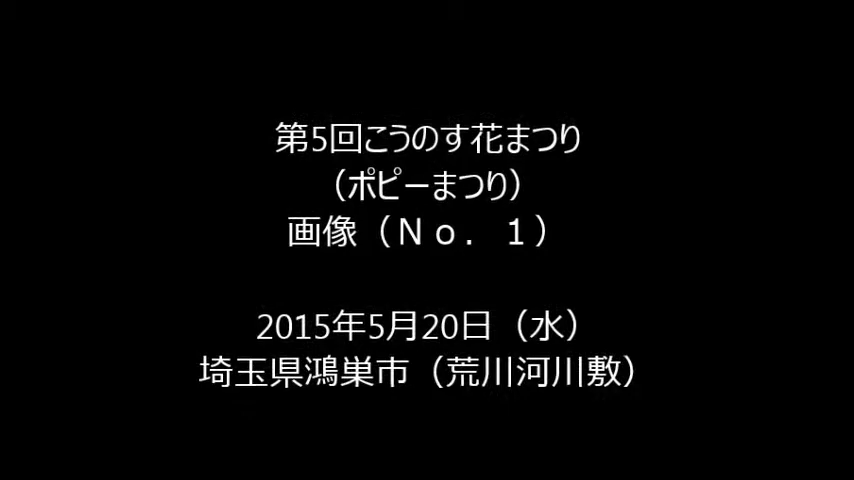 第5回こうのす花まつり
（ポピーまつり）
画像（Ｎｏ．１）
2015年5月20日（水）
埼玉県鴻巣市（荒川河川敷）